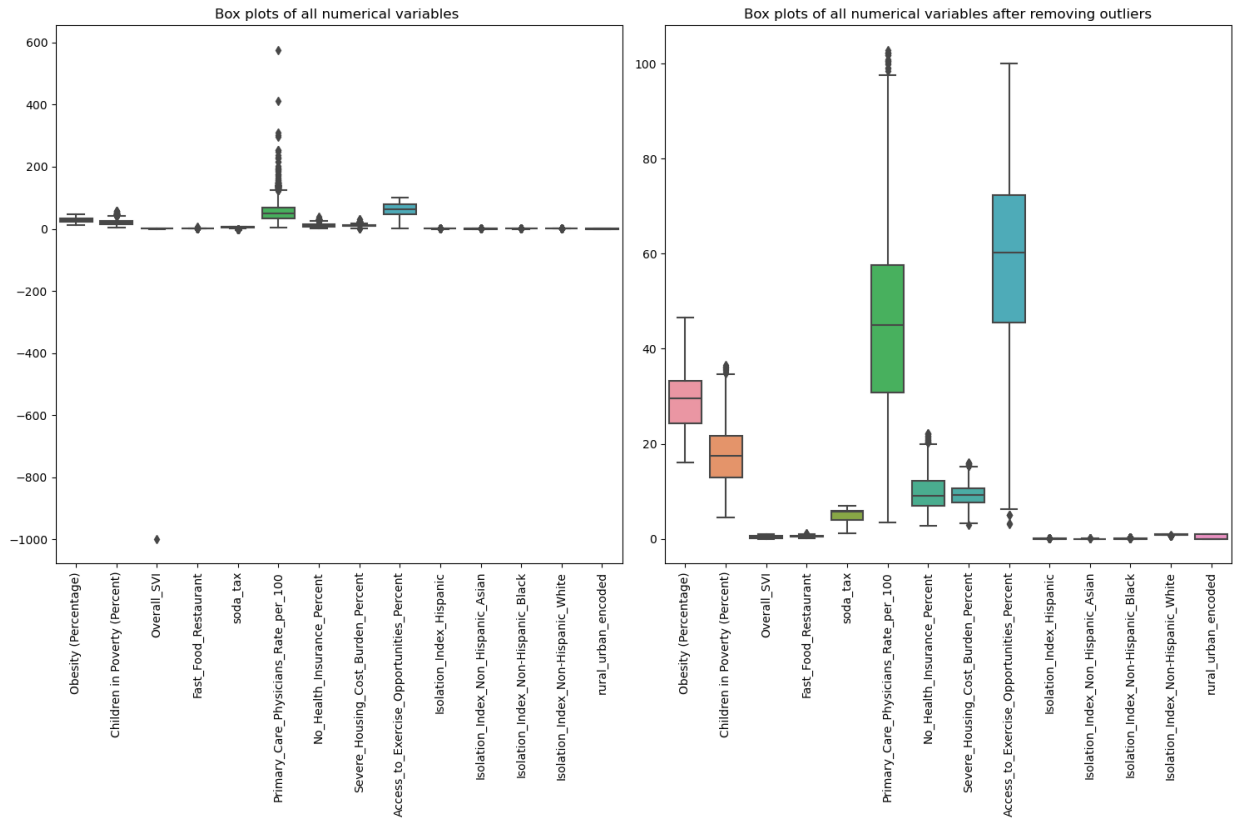 Box plots of all numerical variables
600
400
200
0
−200
−400
−600
−800
−1000
Obesity (Percentage)
Children in Poverty (Percent)
Overall_SVI
Fast_Food_Restaurant
soda_tax
Primary_Care_Physicians_Rate_per_100
No_Health_Insurance_Percent
Severe_Housing_Cost_Burden_Percent
Access_to_Exercise_Opportunities_Percent
Isolation_Index_Hispanic
Isolation_Index_Non_Hispanic_Asian
Isolation_Index_Non-Hispanic_Black
Isolation_Index_Non-Hispanic_White
rural_urban_encoded
Box plots of all numerical variables after removing outliers
100
80
60
40
20
0
Obesity (Percentage)
Children in Poverty (Percent)
Overall_SVI
Fast_Food_Restaurant
soda_tax
Primary_Care_Physicians_Rate_per_100
No_Health_Insurance_Percent
Severe_Housing_Cost_Burden_Percent
Access_to_Exercise_Opportunities_Percent
Isolation_Index_Hispanic
Isolation_Index_Non_Hispanic_Asian
Isolation_Index_Non-Hispanic_Black
Isolation_Index_Non-Hispanic_White
rural_urban_encoded